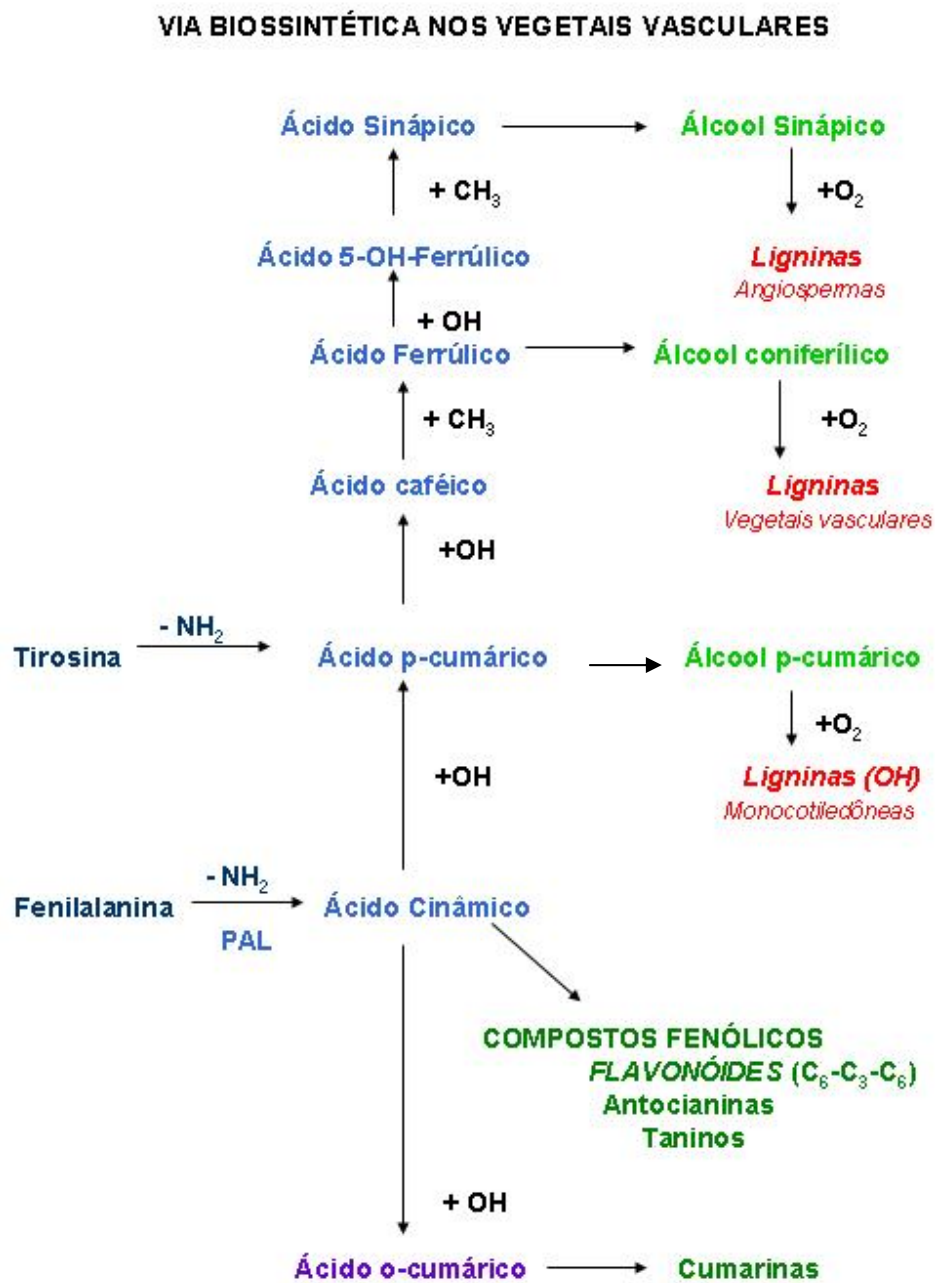 VIA BIOSSINTÉTICA NOS VEGETAIS VASCULARES
Ácido Sinápico
Álcool Sinápico
+ CH₃
+O₂
Ácido 5-OH-Ferrúlico
Ligninas
Angiospermas
+ OH
Ácido Ferrúlico
Álcool coniferílico
+ CH₃
+O₂
Ácido caféico
Ligninas
Vegetais vasculares
+OH
- NH₂
Tirosina
Ácido p-cumárico
Álcool p-cumárico
+O₂
+OH
Ligninas (OH)
Monocotiledôneas
- NH₂
Fenilalanina
Ácido Cinâmico
PAL
COMPOSTOS FENÓLICOS
FLAVONÓIDES (C₆-C₃-C₆)
Antocianinas
Taninos
+ OH
Ácido o-cumárico
Cumarinas